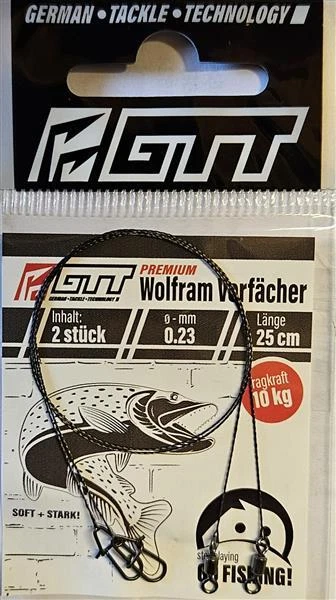 GERMAN • TACKLE • TECHNOLOGY
GTT
GTT
GERMAN • TACKLE • TECHNOLOGY
PREMIUM
Wolfram Vorfächer
Inhalt: ø - mm Länge
2 stück 0.23 25 cm
ragkraft
10 kg
SOFT + STARK!
FISHING!